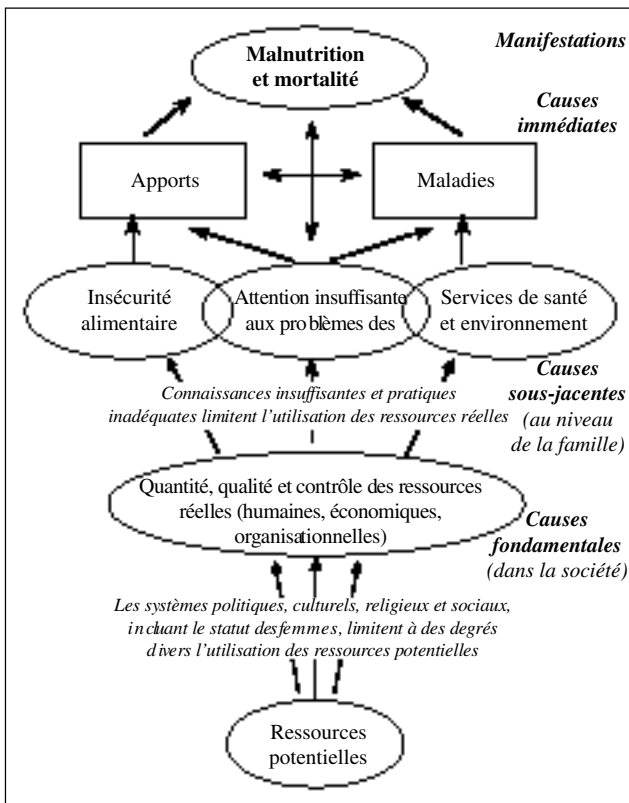 Manifestations
Malnutrition
et mortalité
Causes
immédiates
Apports
Maladies
Insécurité
alimentaire
Attention insuffisante
aux problèmes des
Services de santé
et environnement
Causes
sous-jacentes
(au niveau
de la famille)
Connaissances insuffisantes et pratiques
inadéquates limitent l’utilisation des ressources réelles
Quantité, qualité et contrôle des ressources
réelles (humaines, économiques,
organisationnelles)
Causes
fondamentales
(dans la société)
Les systèmes politiques, culturels, religieux et sociaux,
incluant le statut des femmes, limitent à des degrés
divers l’utilisation des ressources potentielles
Ressources
potentielles